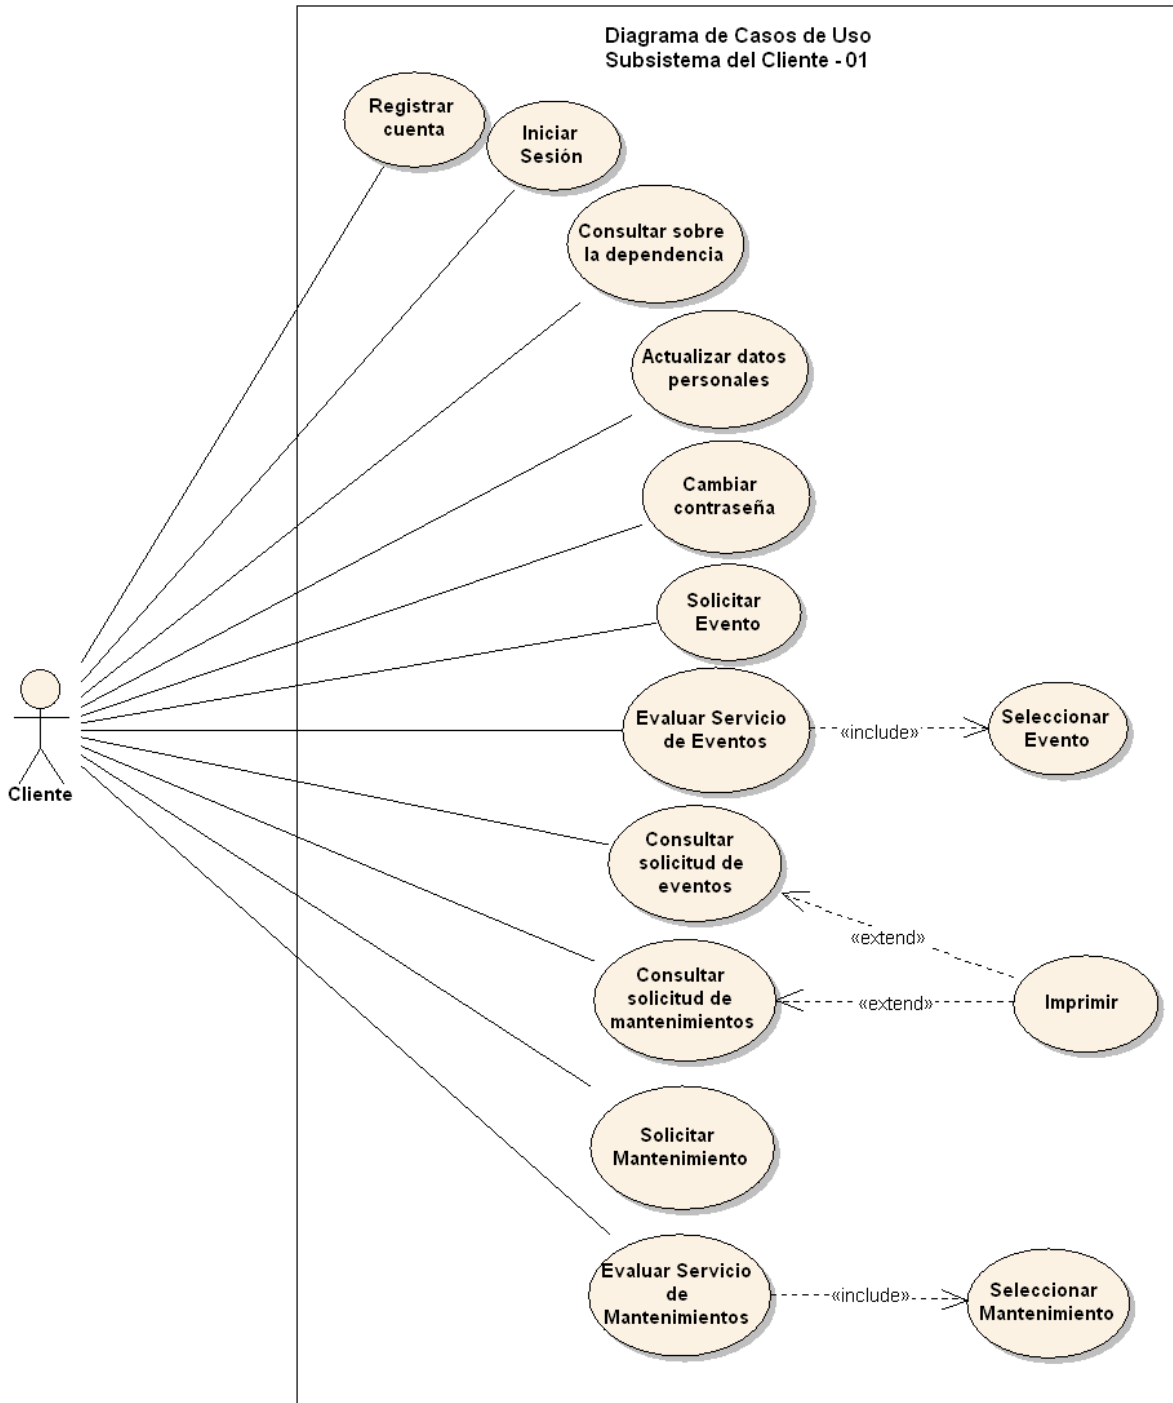 Diagrama de Casos de Uso
Subsistema del Cliente - 01
Registrar
cuenta
Iniciar
Sesión
Consultar sobre
la dependencia
Actualizar datos
personales
Cambiar
contraseña
Solicitar
Evento
Evaluar Servicio
de Eventos
«include»
Seleccionar
Evento
Cliente
Consultar
solicitud de
eventos
«extend»
Consultar
solicitud de
mantenimientos
«extend»
Imprimir
Solicitar
Mantenimiento
Evaluar Servicio
de
Mantenimientos
«include»
Seleccionar
Mantenimiento